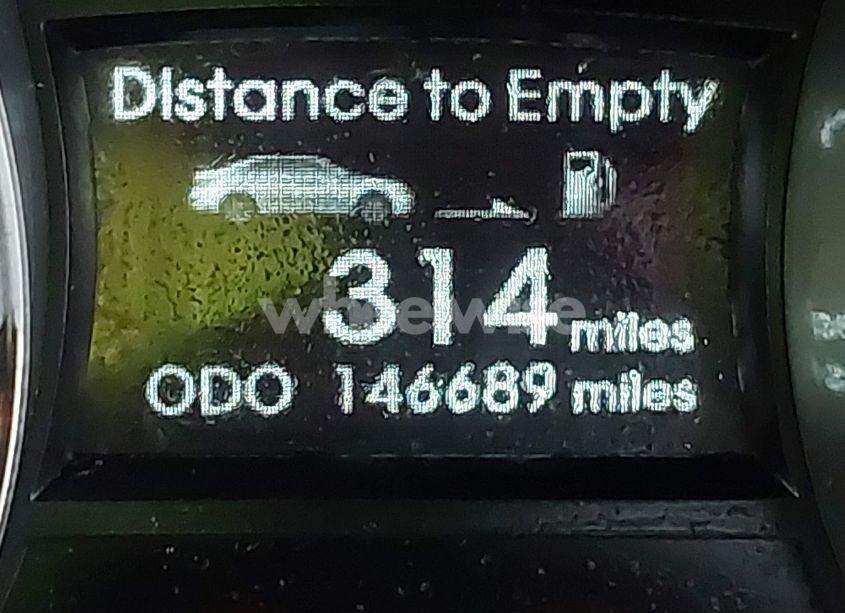 Distance to Empty
314 miles
ODO 146689 miles